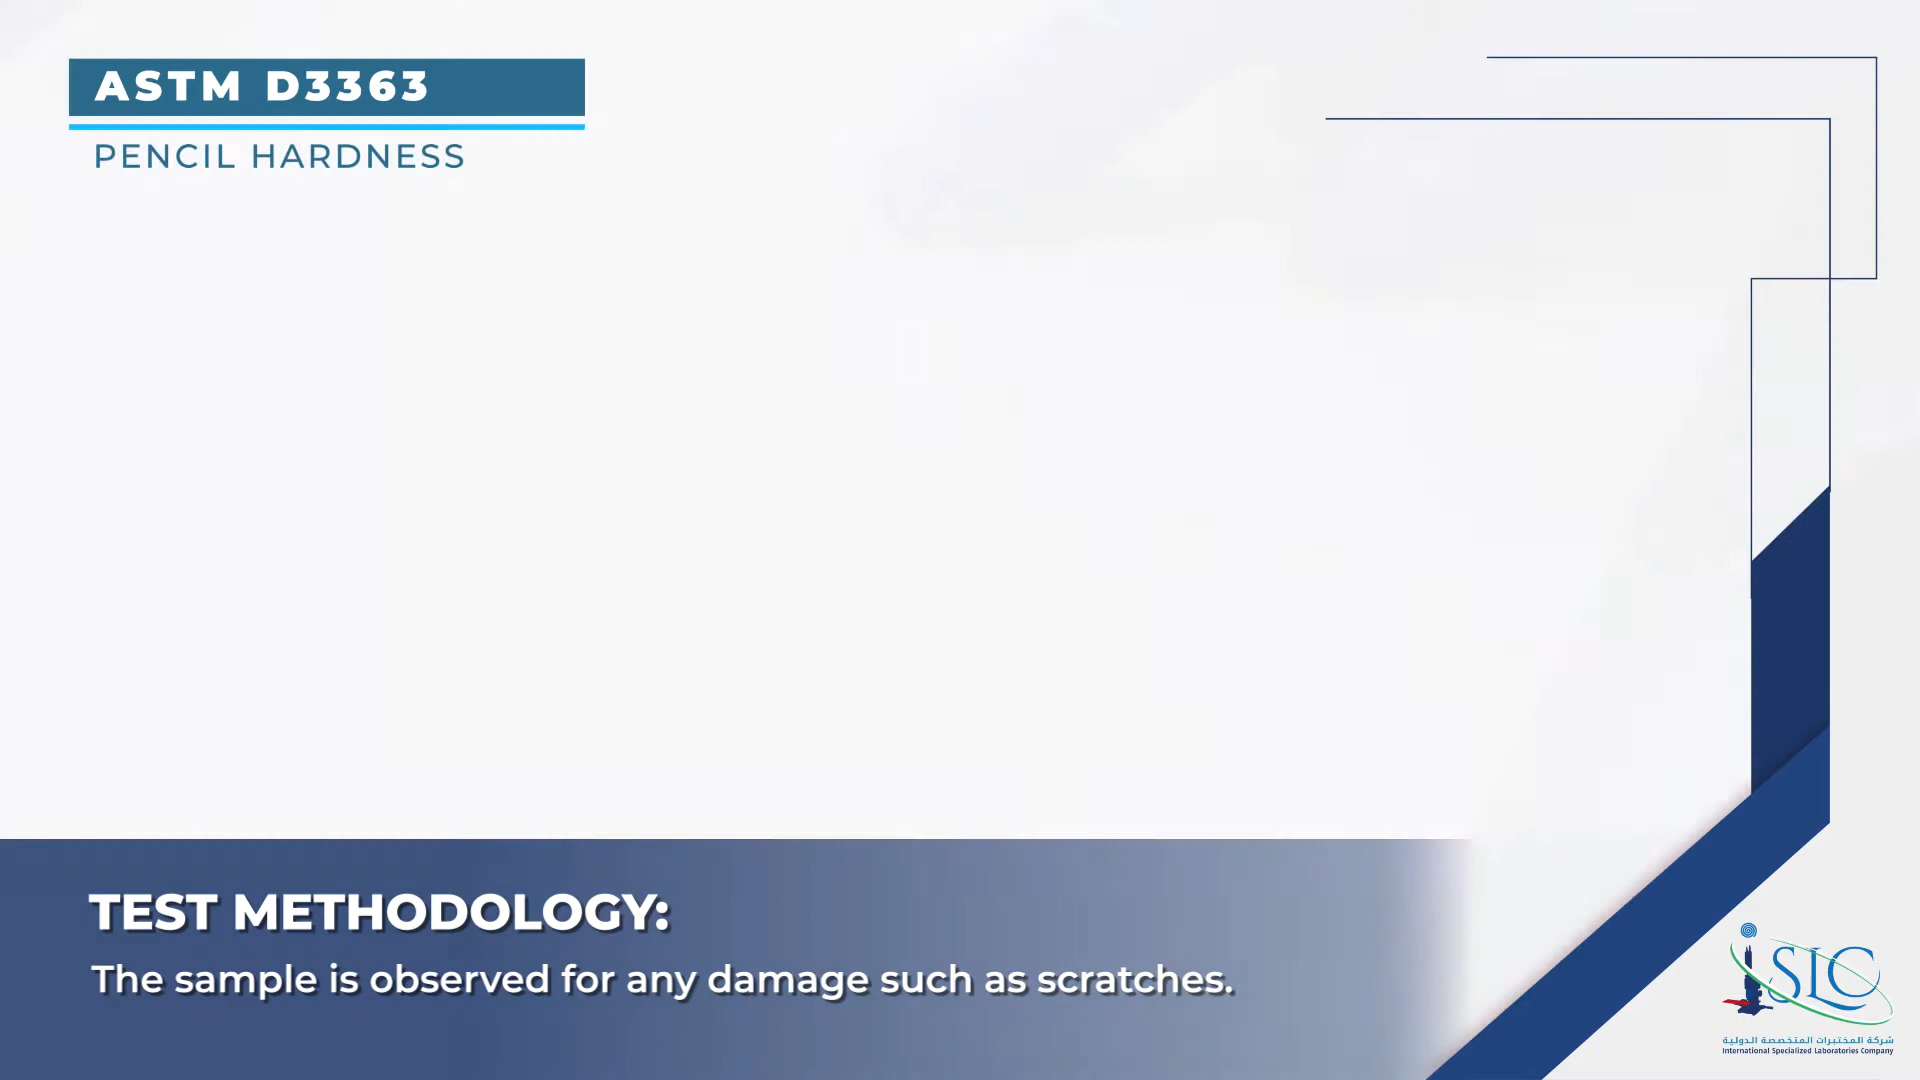 ASTM D3363
PENCIL HARDNESS
TEST METHODOLOGY:
The sample is observed for any damage such as scratches.
iSLC
شركة المختبرات المتخصصة الدولية
International Specialized Laboratories Company